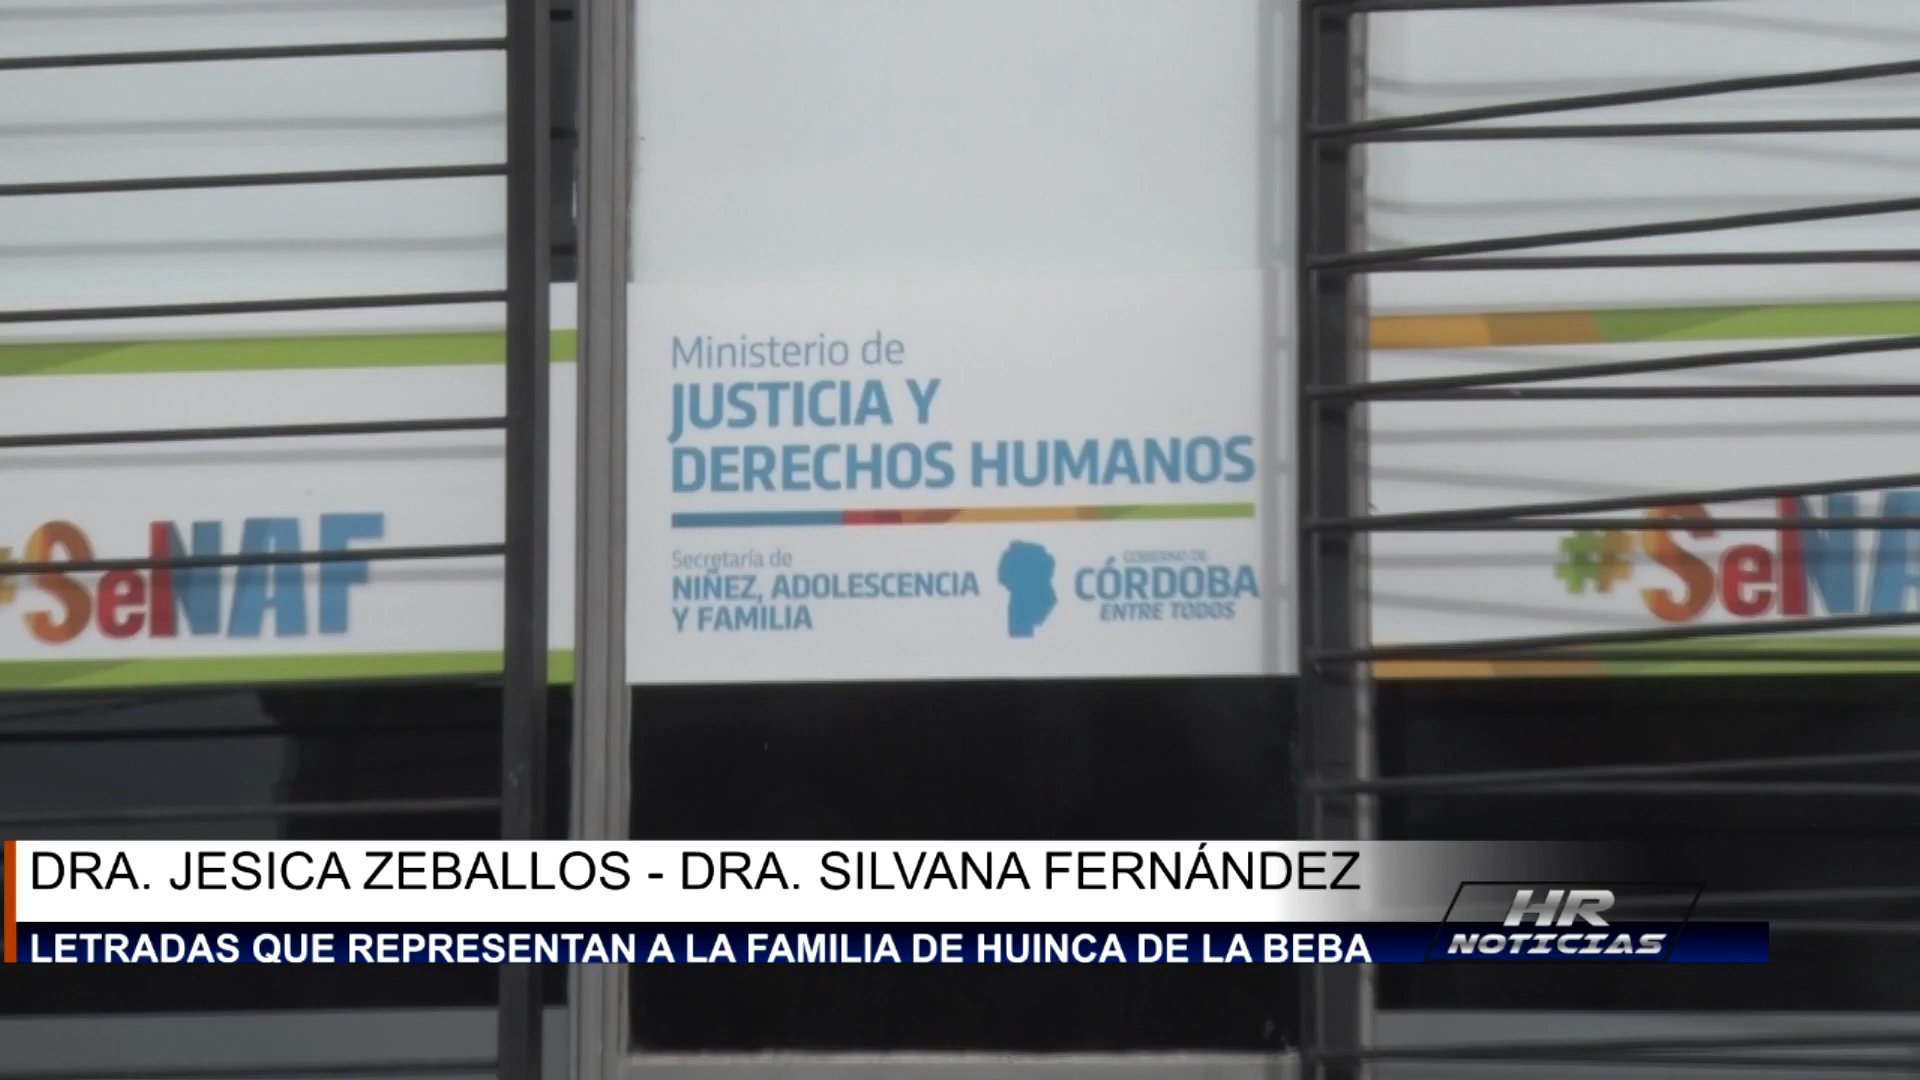 Ministerio de
JUSTICIA Y
DERECHOS HUMANOS
Secretaría de
NIÑEZ, ADOLESCENCIA
Y FAMILIA
GOBIERNO DE
CÓRDOBA
ENTRE TODOS
#SeNAF
#SeNA
DRA. JESICA ZEBALLOS - DRA. SILVANA FERNÁNDEZ
LETRADAS QUE REPRESENTAN A LA FAMILIA DE HUINCA DE LA BEBA
HR
NOTICIAS